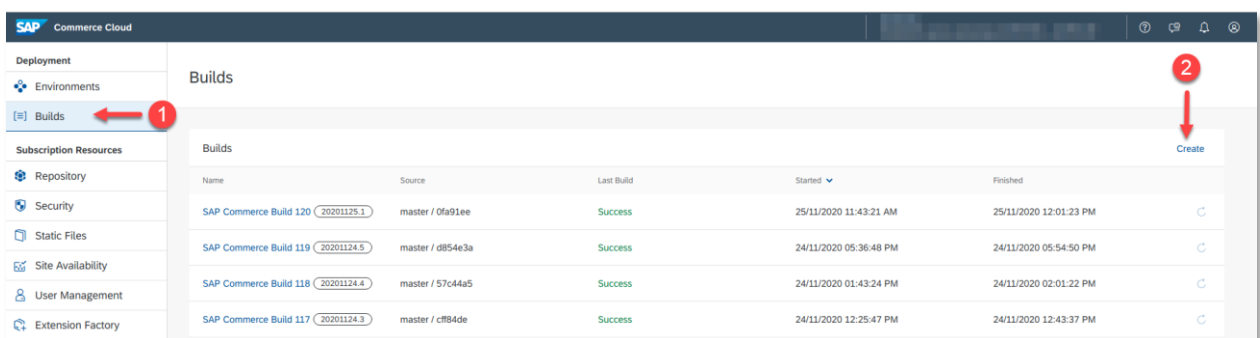 SAP Commerce Cloud
Deployment
Environments
Builds
1
Subscription Resources
Repository
Security
Static Files
Site Availability
User Management
Extension Factory
Builds
2
Builds Create
Name Source Last Build Started Finished
SAP Commerce Build 120 20201125.1 master / 0fa91ee Success 25/11/2020 11:43:21 AM 25/11/2020 12:01:23 PM
SAP Commerce Build 119 20201124.5 master / d854e3a Success 24/11/2020 05:36:48 PM 24/11/2020 05:54:50 PM
SAP Commerce Build 118 20201124.4 master / 57c44a5 Success 24/11/2020 01:43:24 PM 24/11/2020 02:01:22 PM
SAP Commerce Build 117 20201124.3 master / cff84de Success 24/11/2020 12:25:47 PM 24/11/2020 12:43:37 PM